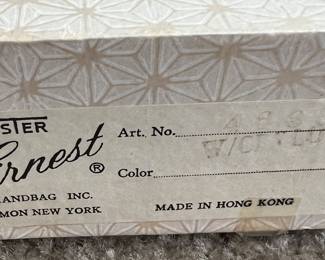 STER
Ernest ®
HANDBAG INC.
MON NEW YORK
Art. No.
Color
MADE IN HONG KONG